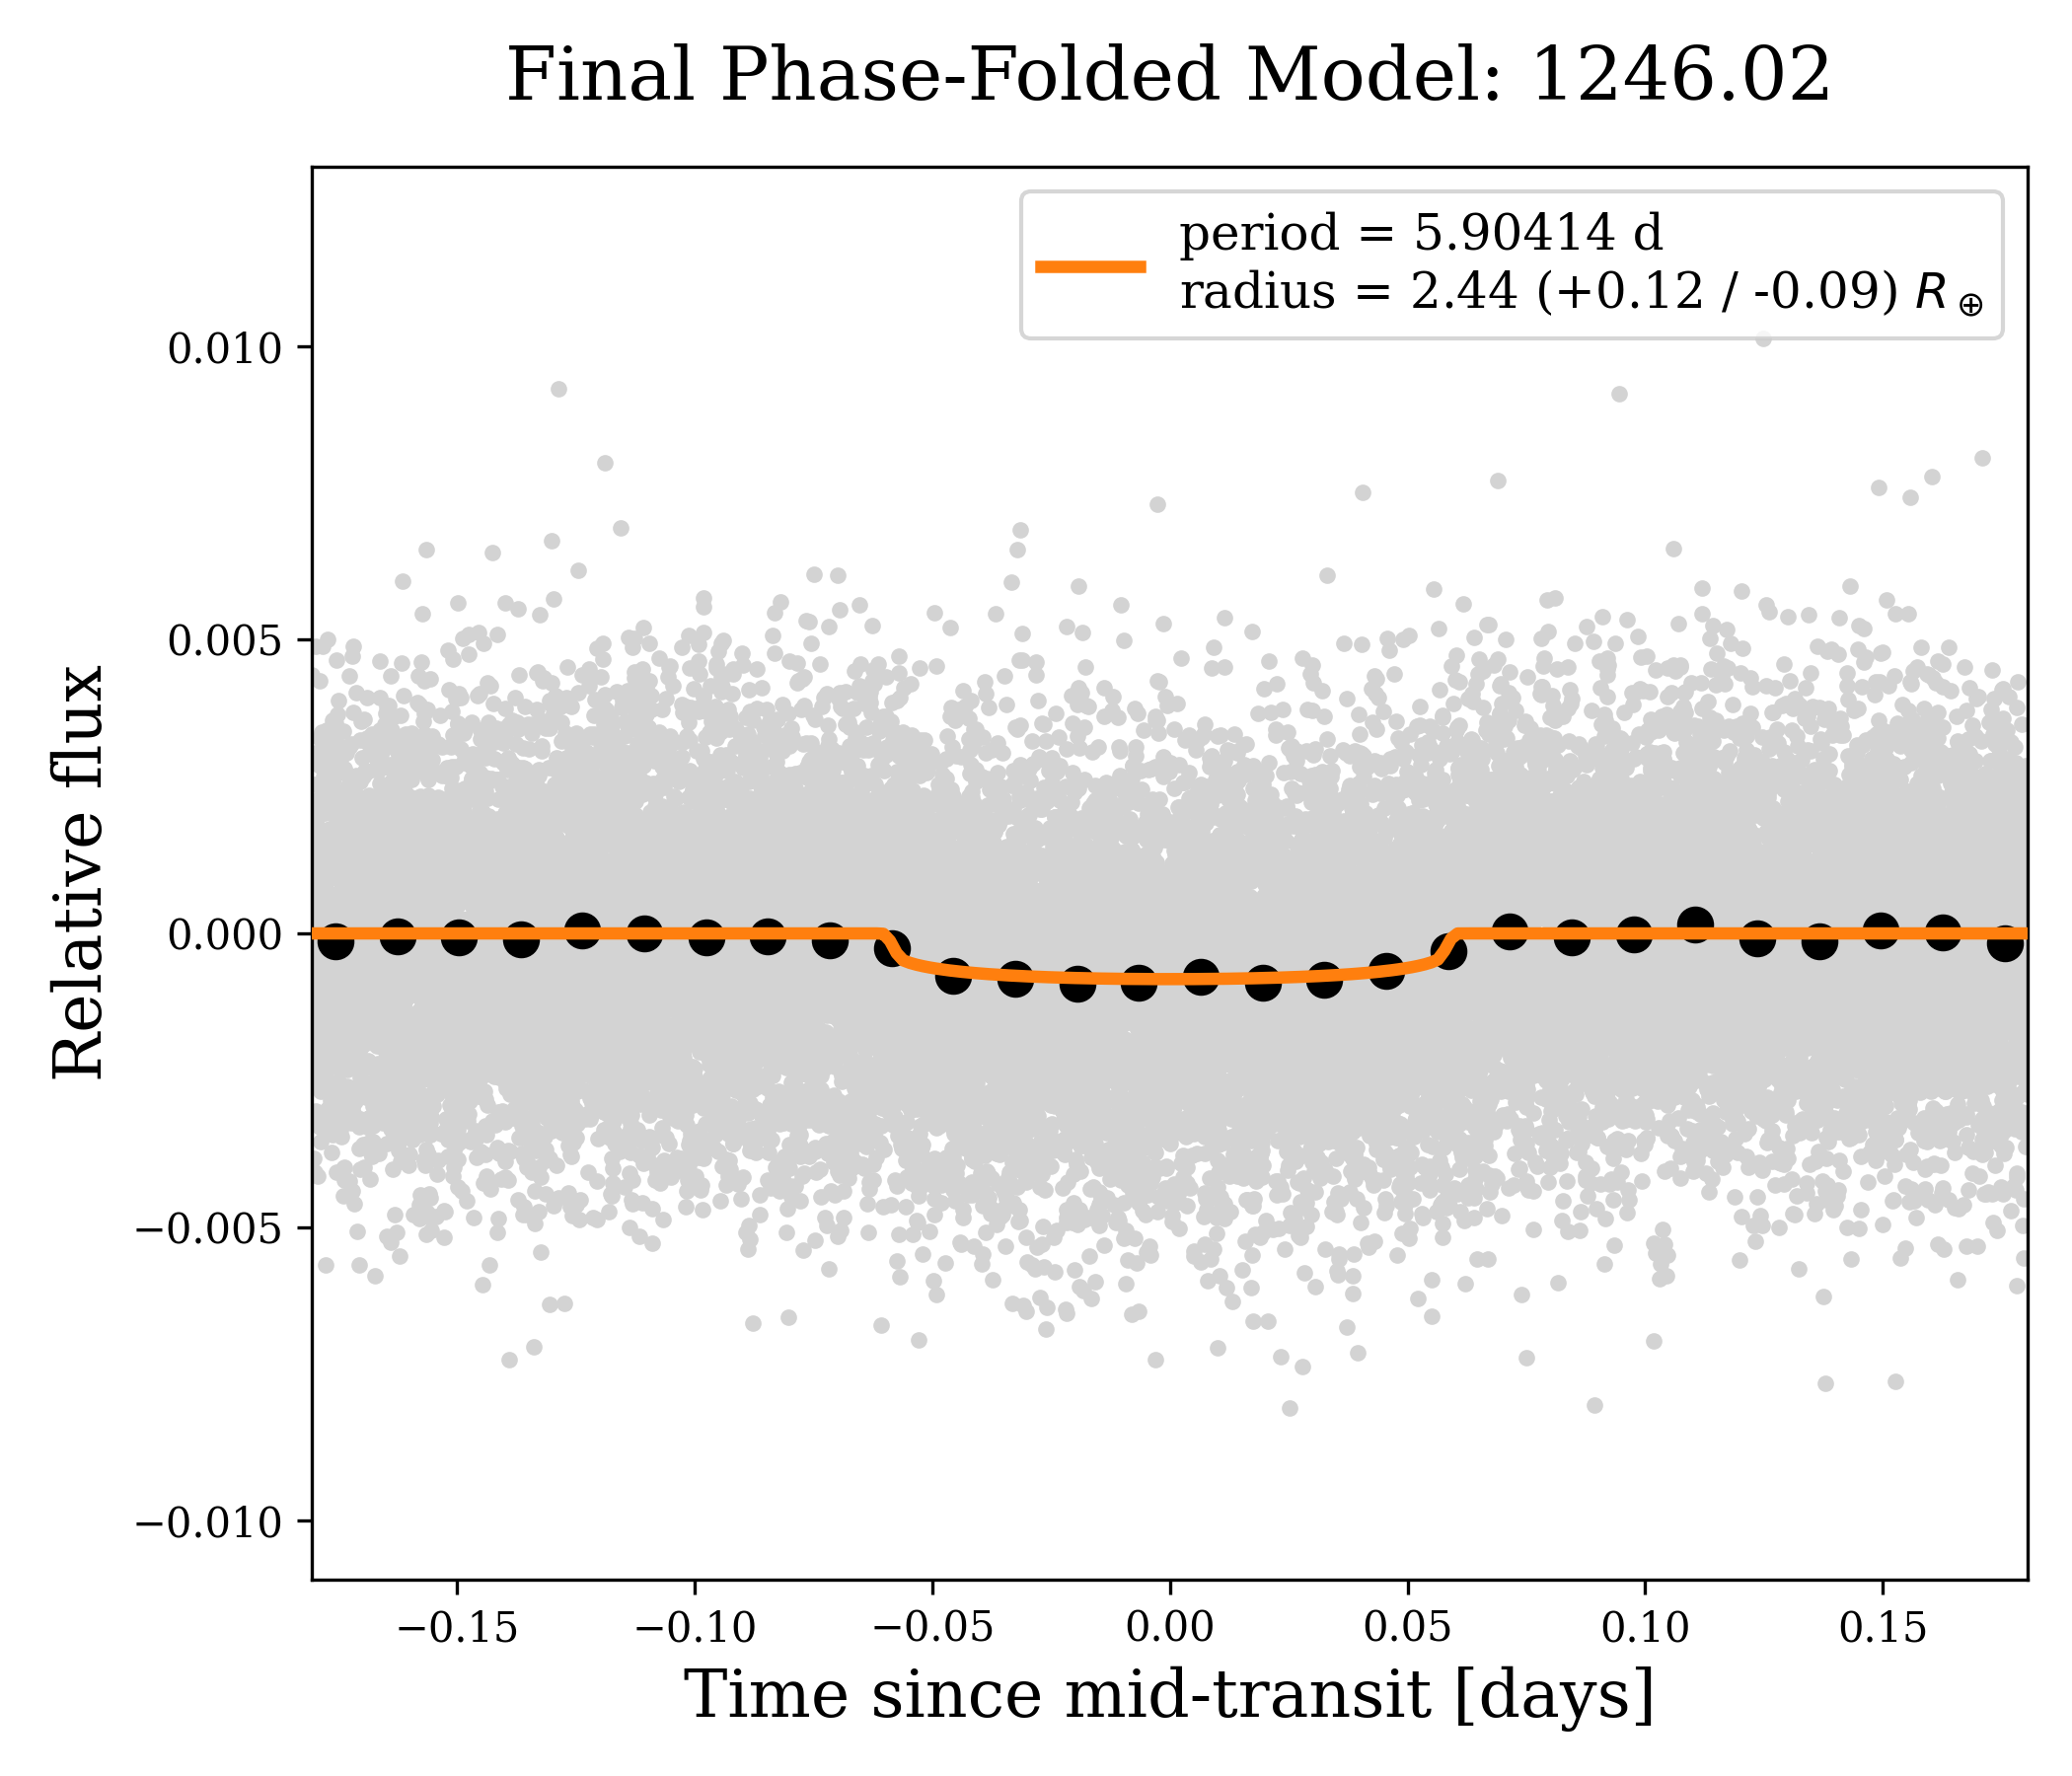 Final Phase-Folded Model: 1246.02
period = 5.90414 d
radius = 2.44 (+0.12 / -0.09) R⊕
0.010
0.005
0.000
−0.005
−0.010
Relative flux
−0.15 −0.10 −0.05 0.00 0.05 0.10 0.15
Time since mid-transit [days]